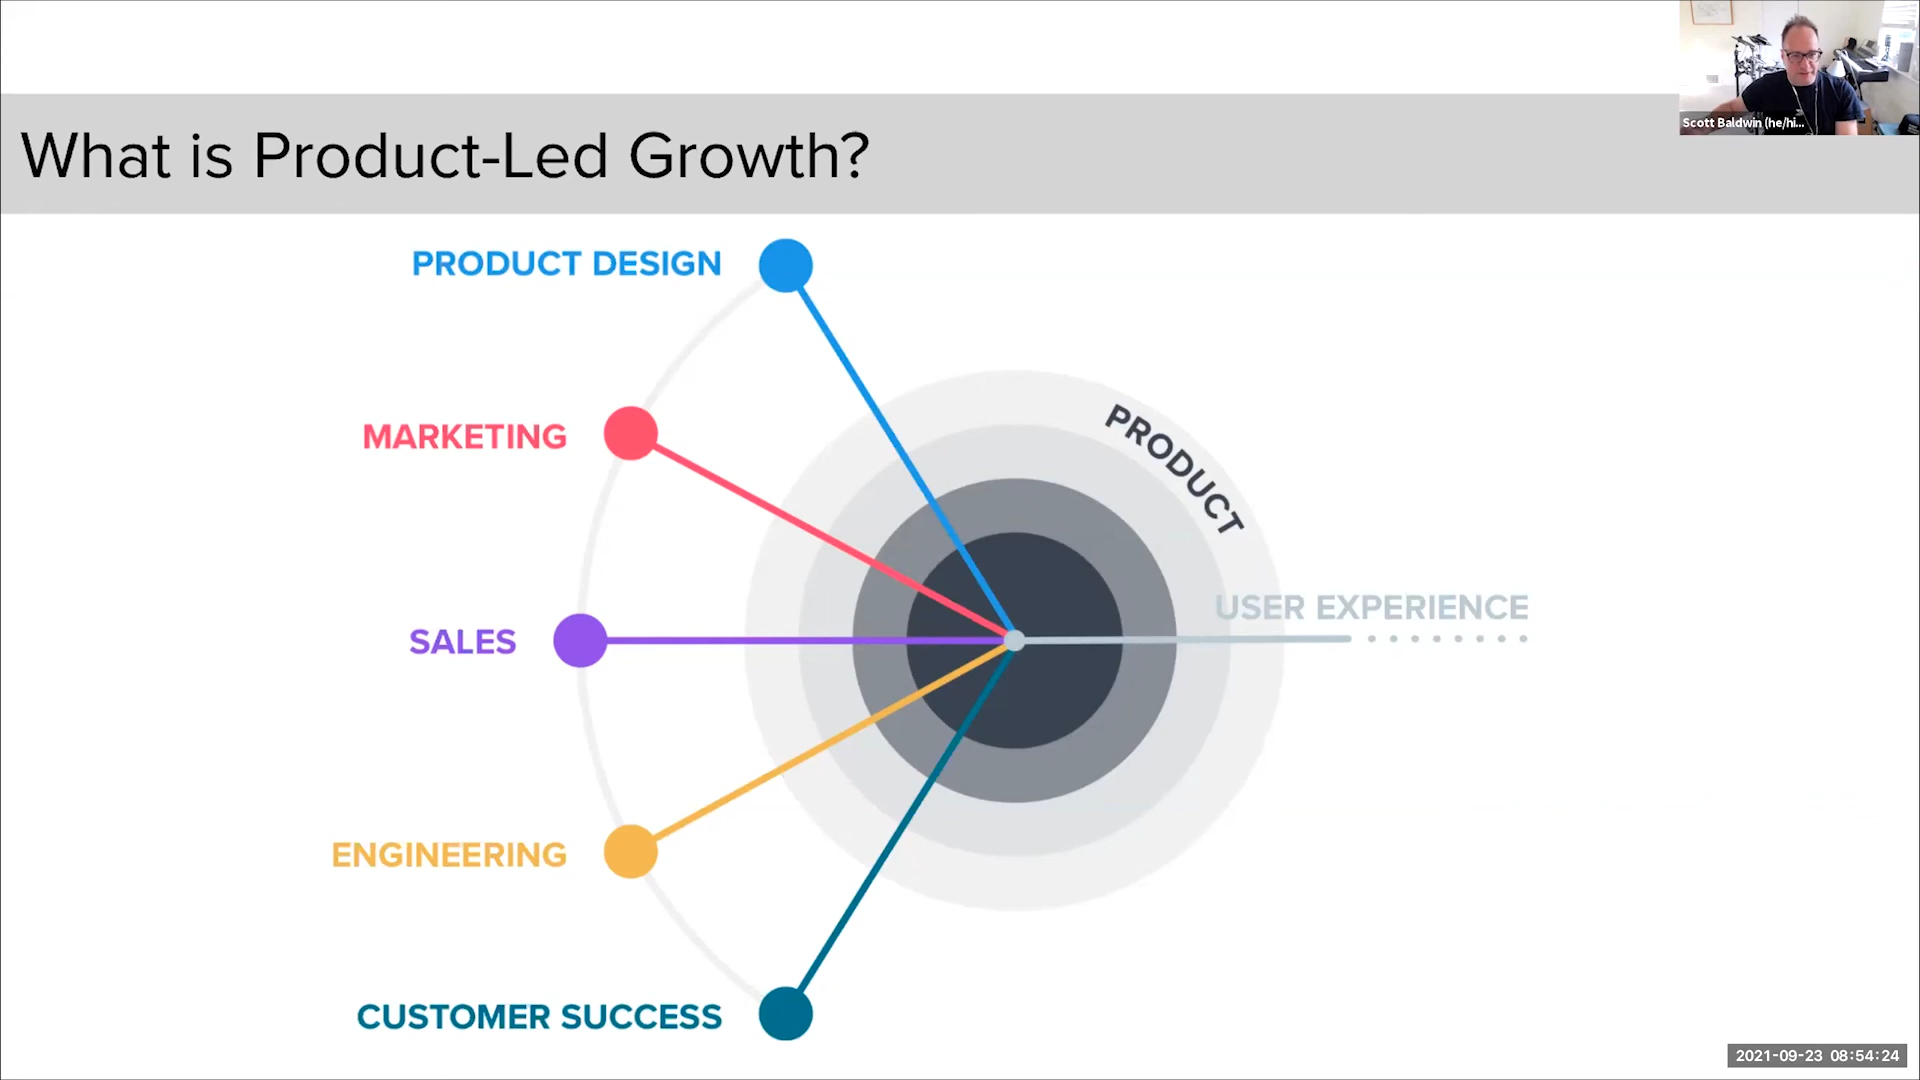 Scott Baldwin (he/hi...
What is Product-Led Growth?
PRODUCT DESIGN
MARKETING
PRODUCT
USER EXPERIENCE
SALES
ENGINEERING
CUSTOMER SUCCESS
2021-09-23 08:54:24